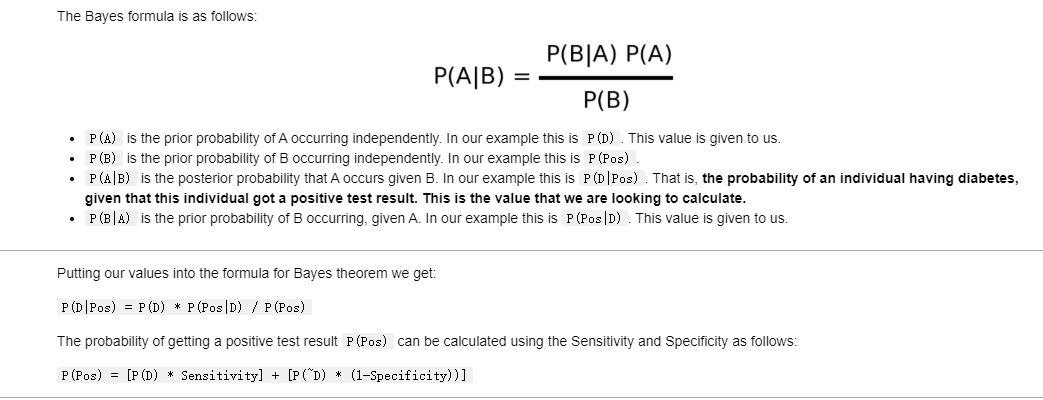 The Bayes formula is as follows:
P(B|A) P(A)
P(A|B) =
P(B)
• P(A) is the prior probability of A occurring independently. In our example this is P(D) . This value is given to us.
• P(B) is the prior probability of B occurring independently. In our example this is P(Pos) .
• P(A|B) is the posterior probability that A occurs given B. In our example this is P(D|Pos) . That is, the probability of an individual having diabetes,
given that this individual got a positive test result. This is the value that we are looking to calculate.
• P(B|A) is the prior probability of B occurring, given A. In our example this is P(Pos|D) . This value is given to us.
Putting our values into the formula for Bayes theorem we get:
P(D|Pos) = P(D) * P(Pos|D) / P(Pos)
The probability of getting a positive test result P(Pos) can be calculated using the Sensitivity and Specificity as follows:
P(Pos) = [P(D) * Sensitivity] + [P(~D) * (1-Specificity))]